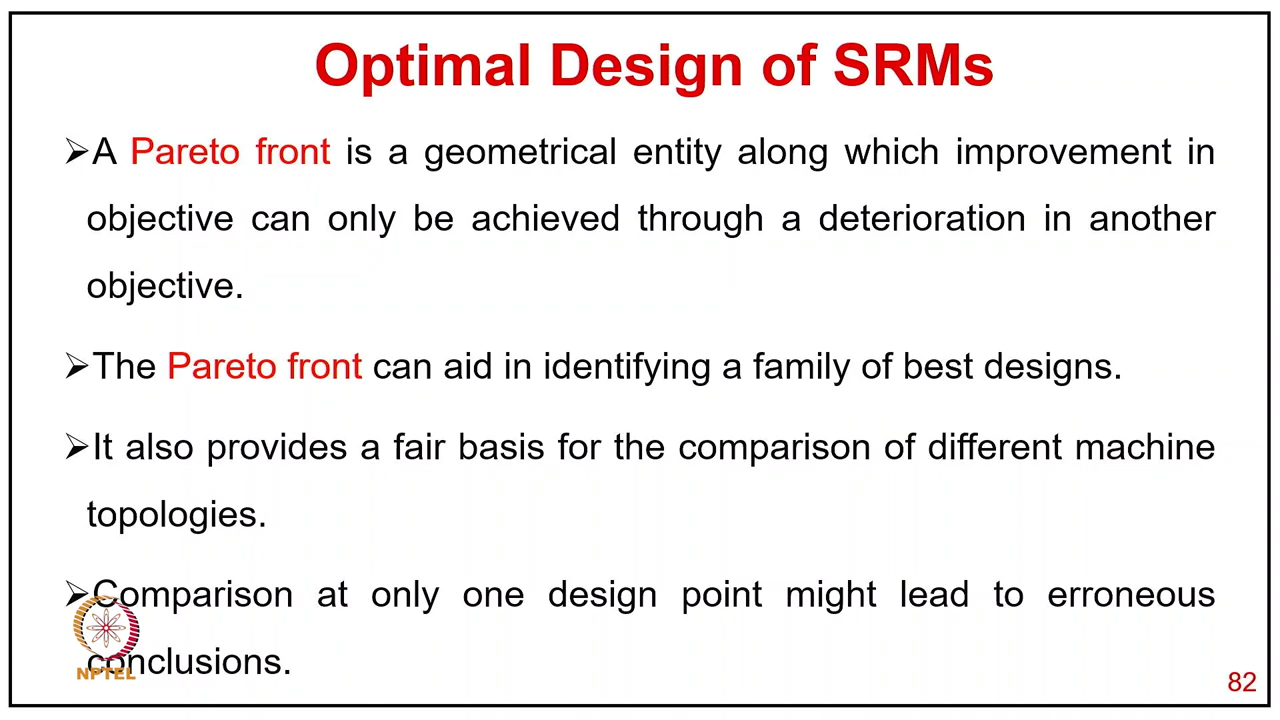 Optimal Design of SRMs
➢A Pareto front is a geometrical entity along which improvement in
objective can only be achieved through a deterioration in another
objective.
➢The Pareto front can aid in identifying a family of best designs.
➢It also provides a fair basis for the comparison of different machine
topologies.
➢Comparison at only one design point might lead to erroneous
conclusions.
NPTEL
82